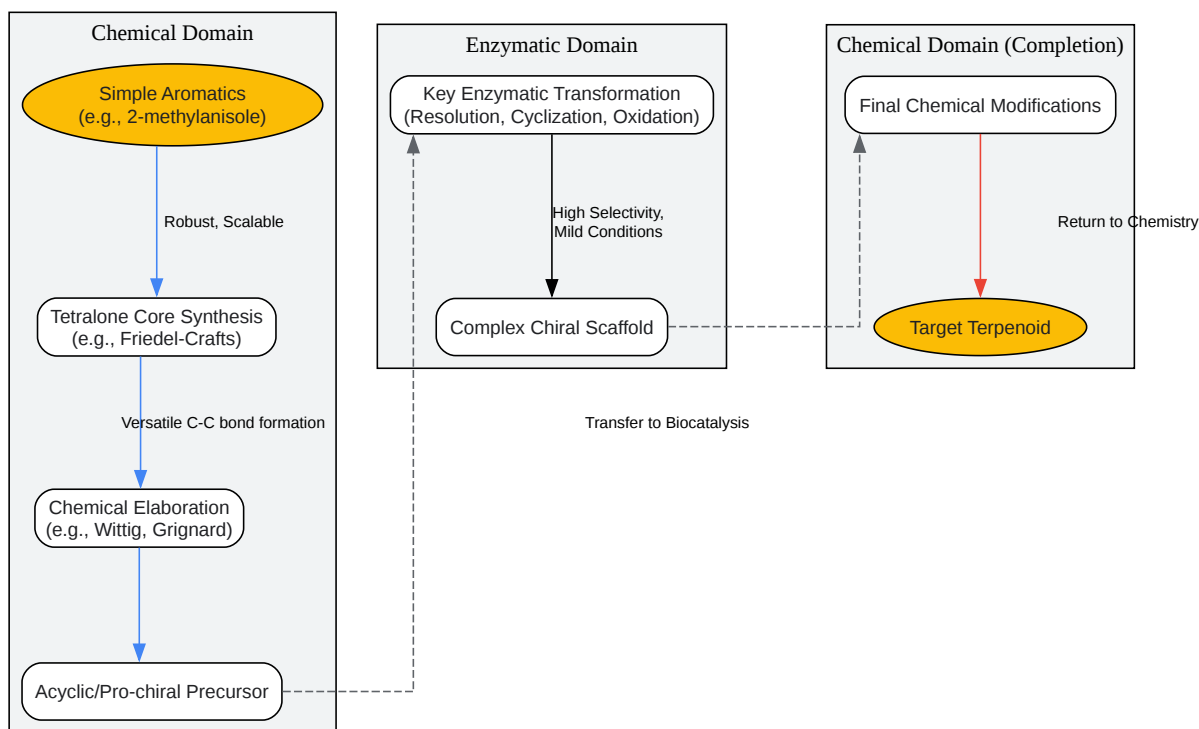 Chemical Domain
Simple Aromatics
(e.g., 2-methylanisole)
Robust, Scalable
Tetralone Core Synthesis
(e.g., Friedel-Crafts)
Versatile C-C bond formation
Chemical Elaboration
(e.g., Wittig, Grignard)
Acyclic/Pro-chiral Precursor
Enzymatic Domain
Key Enzymatic Transformation
(Resolution, Cyclization, Oxidation)
High Selectivity,
Mild Conditions
Complex Chiral Scaffold
Transfer to Biocatalysis
Chemical Domain (Completion)
Final Chemical Modifications
Return to Chemistry
Target Terpenoid